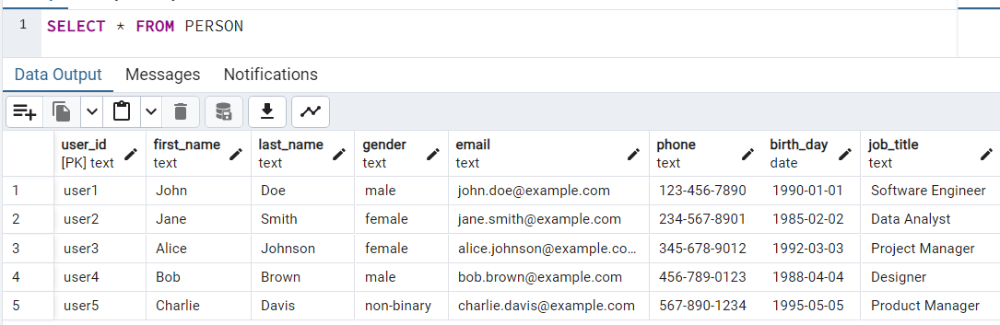 1 SELECT * FROM PERSON
Data Output Messages Notifications
user_id first_name last_name gender email phone birth_day job_title
[PK] text text text text text text date text
1 user1 John Doe male john.doe@example.com 123-456-7890 1990-01-01 Software Engineer
2 user2 Jane Smith female jane.smith@example.com 234-567-8901 1985-02-02 Data Analyst
3 user3 Alice Johnson female alice.johnson@example.co... 345-678-9012 1992-03-03 Project Manager
4 user4 Bob Brown male bob.brown@example.com 456-789-0123 1988-04-04 Designer
5 user5 Charlie Davis non-binary charlie.davis@example.com 567-890-1234 1995-05-05 Product Manager